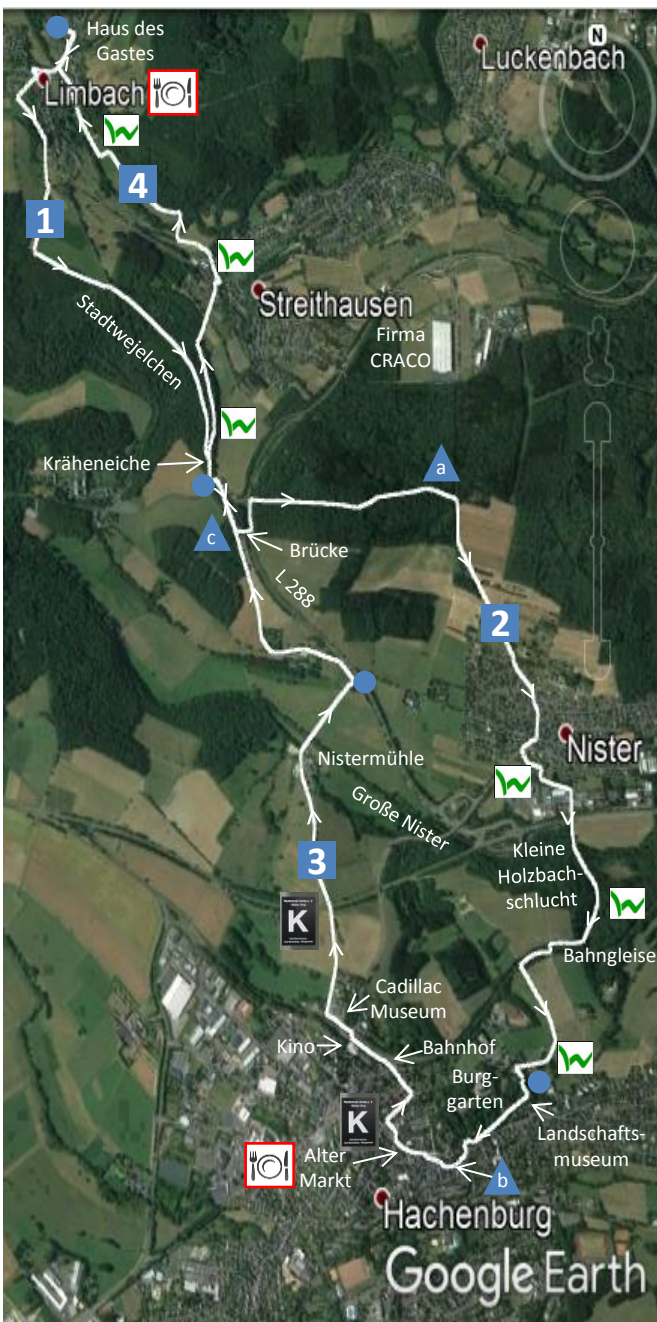 Haus des
Gastes
N
Luckenbach
Limbach
4
1
Streithausen
Stadtwejelchen
Firma
CRACO
Kräheneiche
a
c
Brücke
L 288
2
Nister
Nistermühle
Große Nister
3
Kleine
Holzbach-
schlucht
K
Bahngleise
Cadillac
Museum
Kino
Bahnhof
Burg-
garten
K
Landschafts-
museum
Alter
Markt
b
Hachenburg
Google Earth